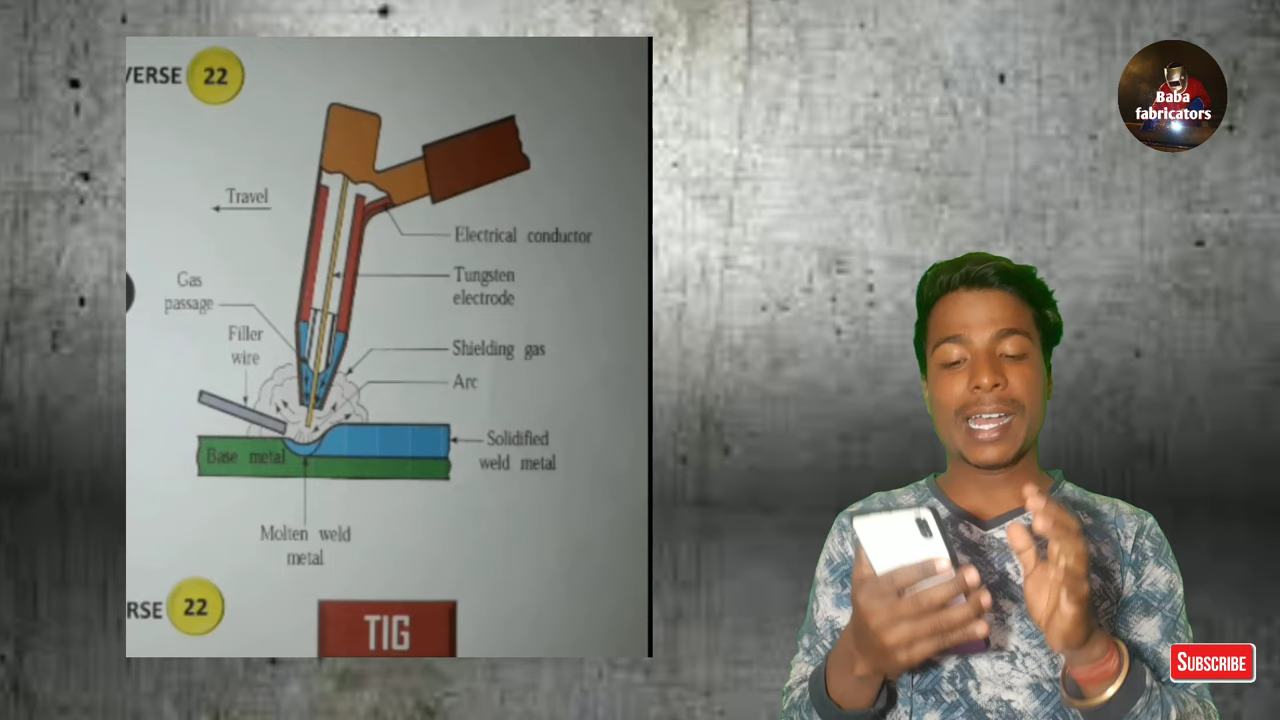 VERSE 22
Travel
Electrical conductor
Tungsten
electrode
Gas
passage
Filler
wire
Shielding gas
Arc
Solidified
weld metal
Base metal
Molten weld
metal
RSE 22
TIG
Baba
fabricators
SUBSCRIBE